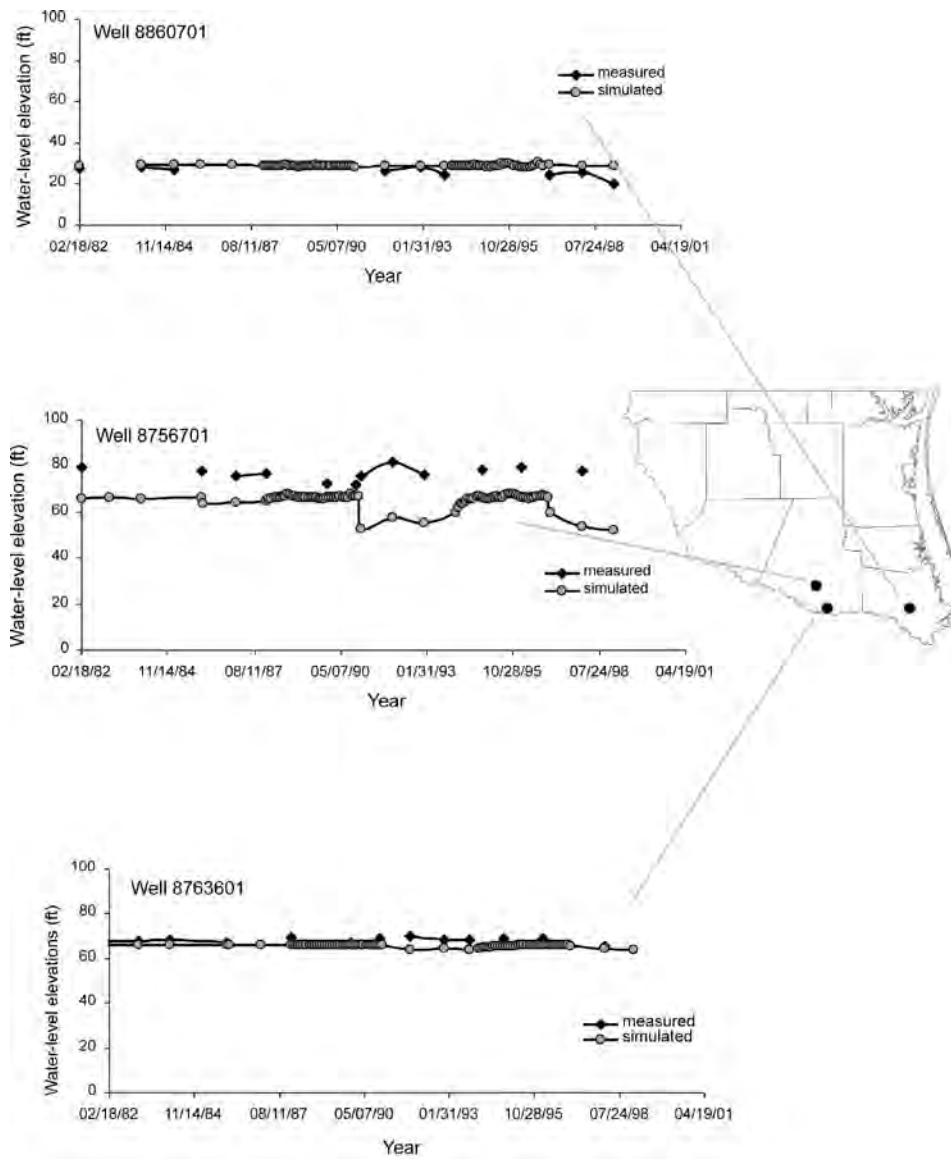 Well 8860701
Water-level elevation (ft)
100
80
60
40
20
0
measured
simulated
02/18/82 11/14/84 08/11/87 05/07/90 01/31/93 10/28/95 07/24/98 04/19/01
Year
Well 8756701
Water-level elevation (ft)
100
80
60
40
20
0
measured
simulated
02/18/82 11/14/84 08/11/87 05/07/90 01/31/93 10/28/95 07/24/98 04/19/01
Year
Well 8763601
Water-level elevations (ft)
100
80
60
40
20
0
measured
simulated
02/18/82 11/14/84 08/11/87 05/07/90 01/31/93 10/28/95 07/24/98 04/19/01
Year